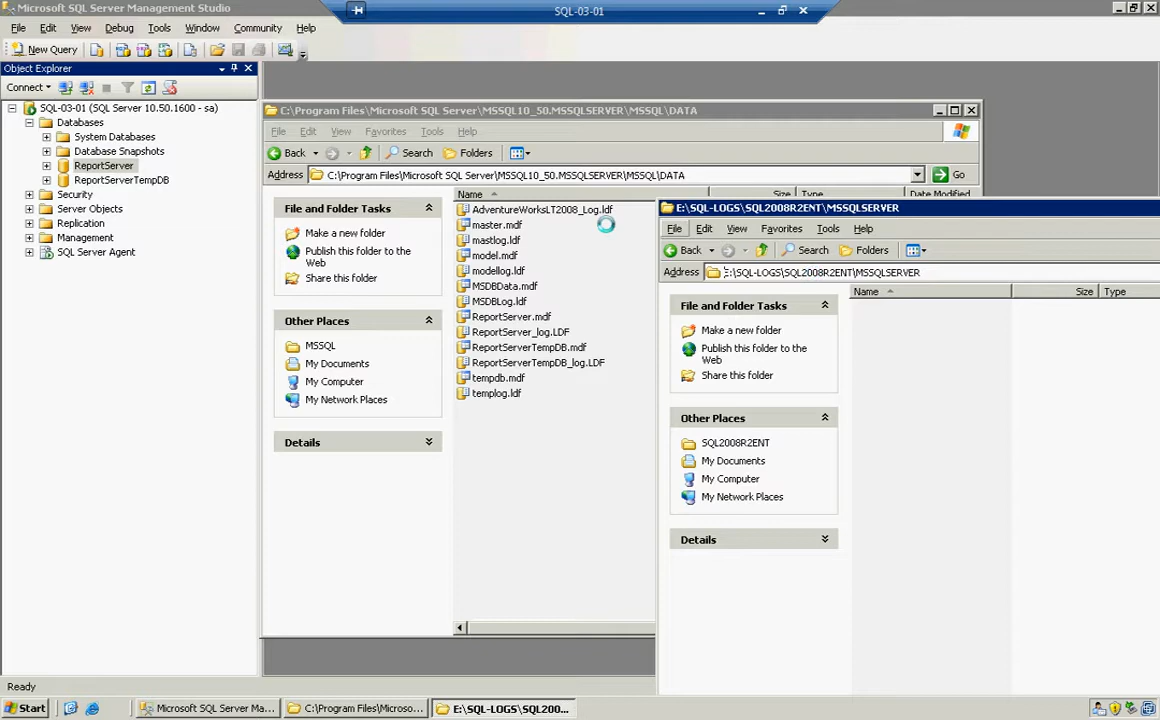 Microsoft SQL Server Management Studio
SQL-03-01
File Edit View Debug Tools Window Community Help
New Query
Object Explorer
Connect
SQL-03-01 (SQL Server 10.50.1600 - sa)
Databases
System Databases
Database Snapshots
ReportServer
ReportServerTempDB
Security
Server Objects
Replication
Management
SQL Server Agent
C:\Program Files\Microsoft SQL Server\MSSQL10_50.MSSQLSERVER\MSSQL\DATA
File Edit View Favorites Tools Help
Back Search Folders
Address C:\Program Files\Microsoft SQL Server\MSSQL10_50.MSSQLSERVER\MSSQL\DATA Go
Name Size Type Date Modified
File and Folder Tasks
Make a new folder
Publish this folder to the
Web
Share this folder
Other Places
MSSQL
My Documents
My Computer
My Network Places
Details
AdventureWorksLT2008_Log.ldf
master.mdf
mastlog.ldf
model.mdf
modellog.ldf
MSDBData.mdf
MSDBLog.ldf
ReportServer.mdf
ReportServer_log.LDF
ReportServerTempDB.mdf
ReportServerTempDB_log.LDF
tempdb.mdf
templog.ldf
E:\SQL-LOGS\SQL2008R2ENT\MSSQLSERVER
File Edit View Favorites Tools Help
Back Search Folders
Address E:\SQL-LOGS\SQL2008R2ENT\MSSQLSERVER
Name Size Type
File and Folder Tasks
Make a new folder
Publish this folder to the
Web
Share this folder
Other Places
SQL2008R2ENT
My Documents
My Computer
My Network Places
Details
Ready
Start Microsoft SQL Server Ma... C:\Program Files\Microso... E:\SQL-LOGS\SQL200...